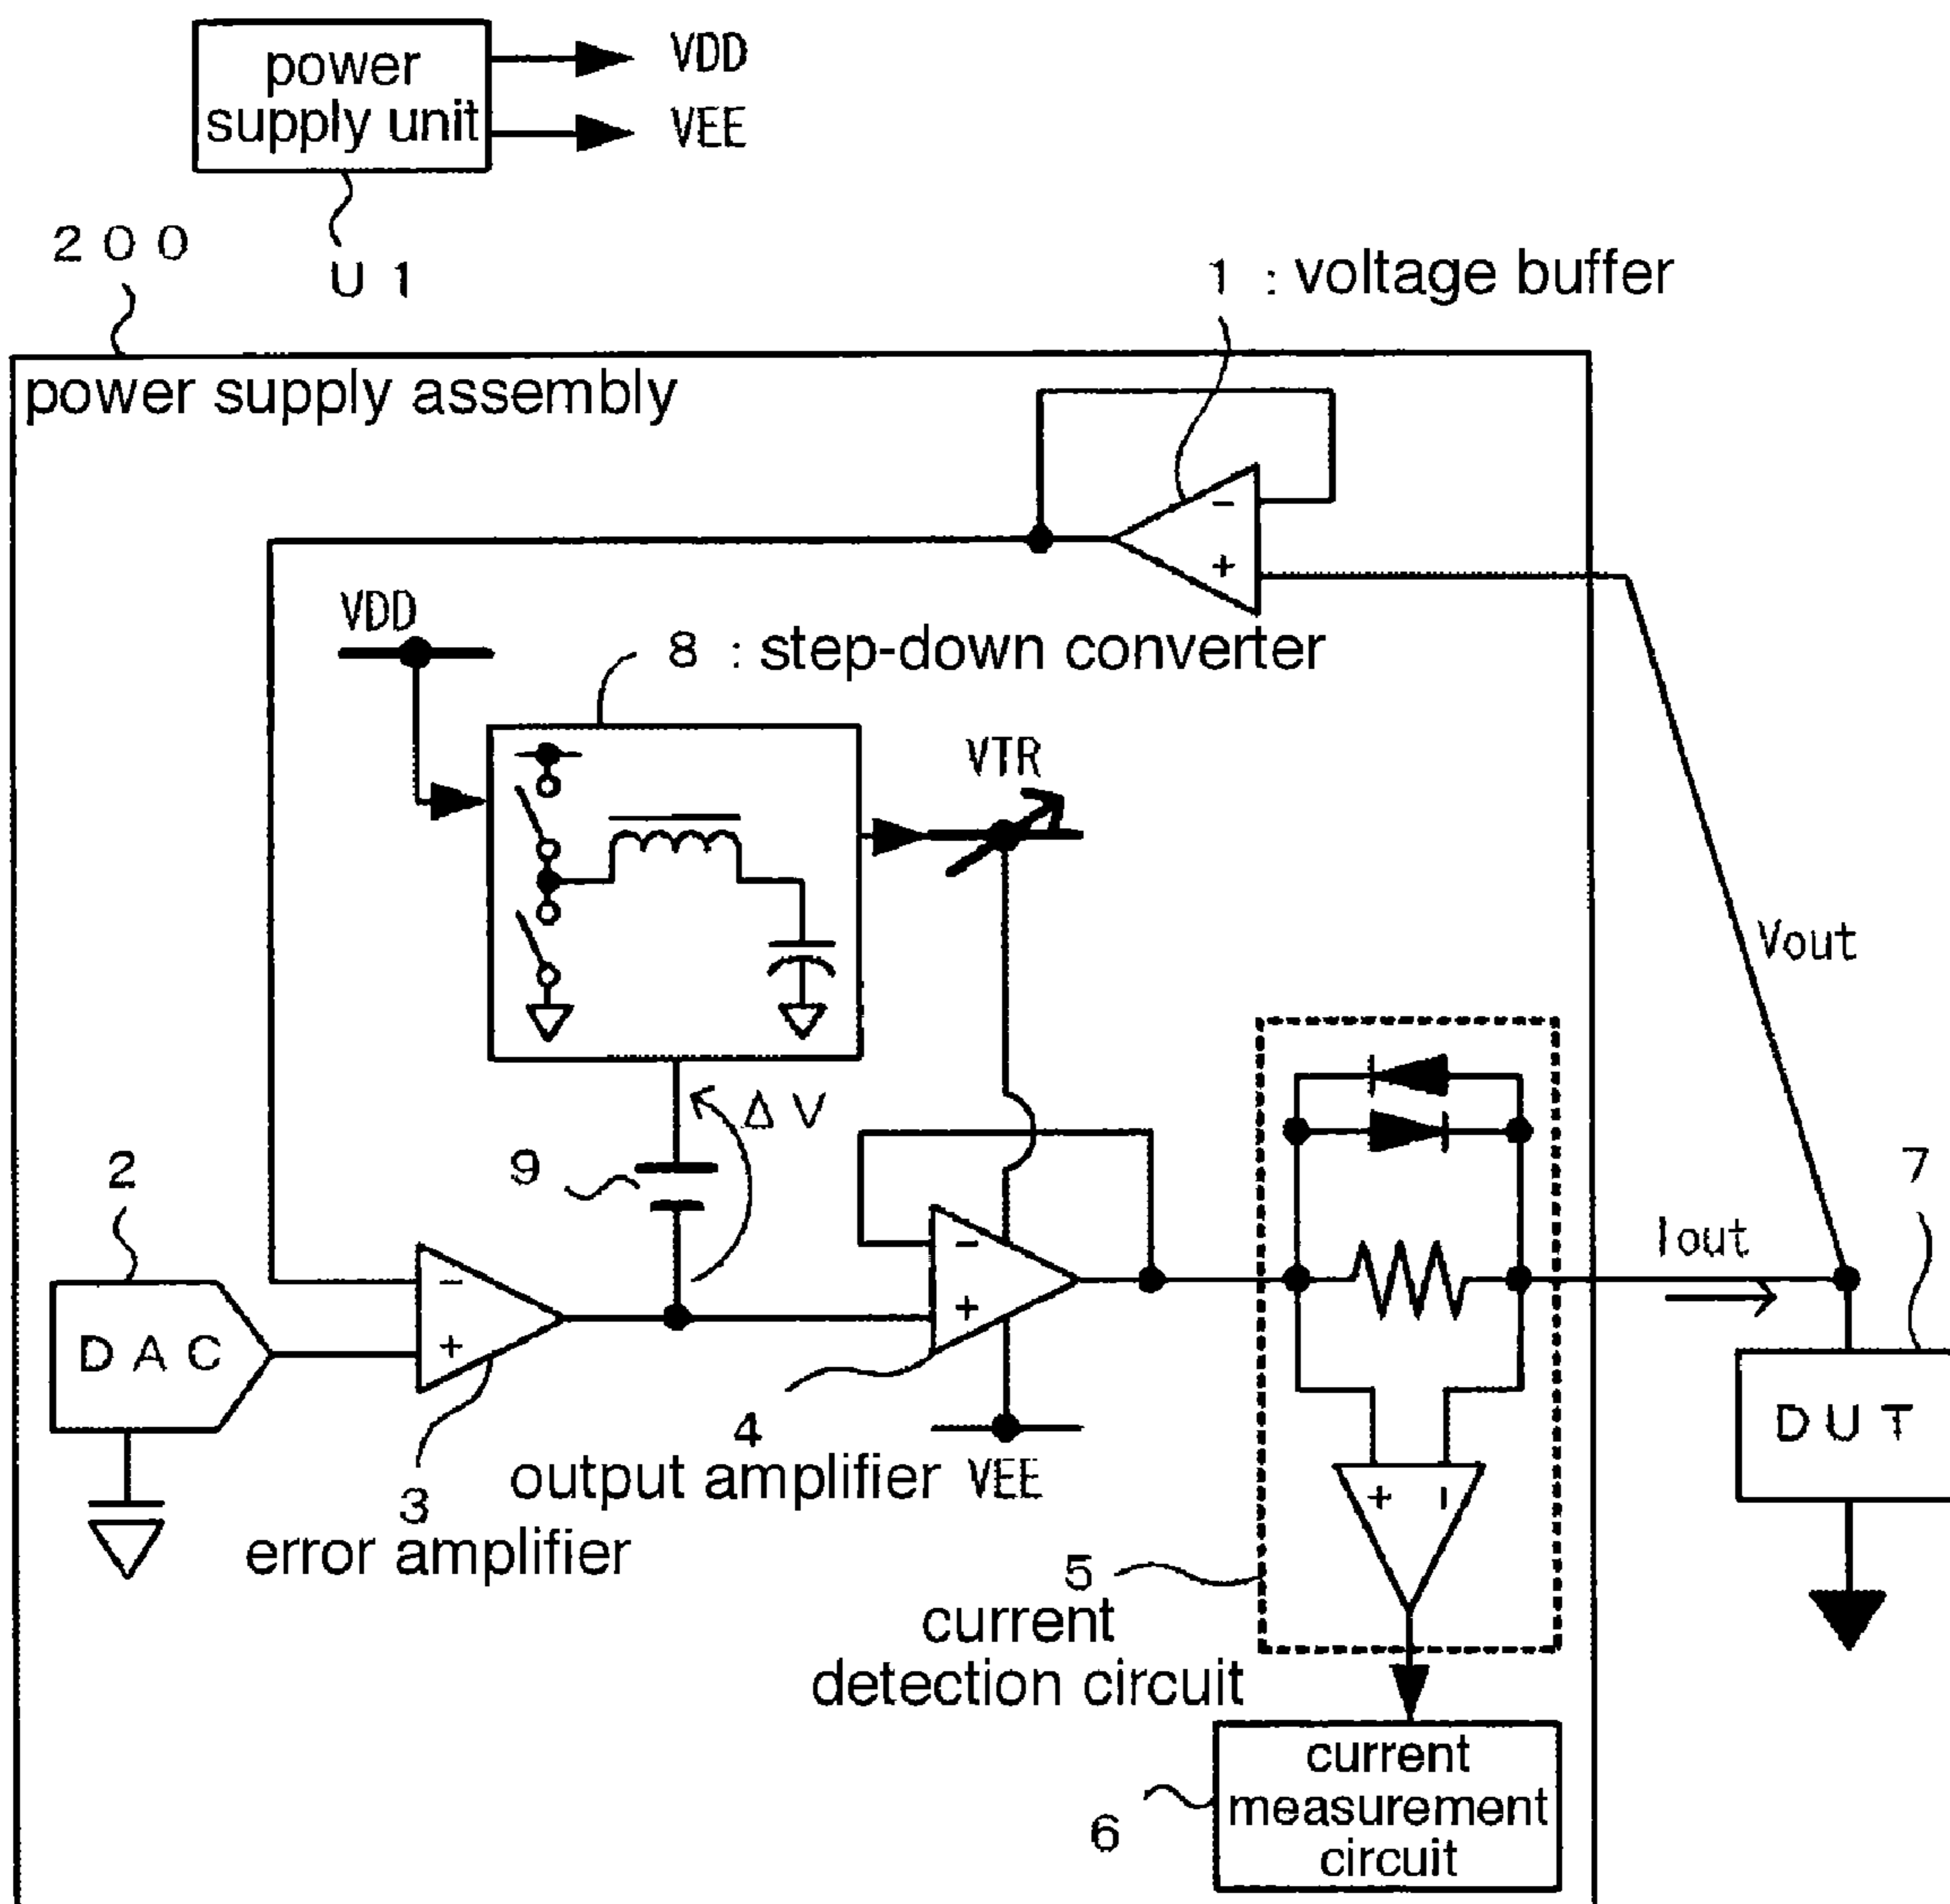 power
supply unit
VDD
VEE
200
U1
1 : voltage buffer
power supply assembly
-
+
VDD
8 : step-down converter
VTR
Vout
ΔV
9
2
7
Iout
-
+
-
+
DAC
DUT
4
output amplifier
VEE
3
error amplifier
+
-
5
current
detection circuit
current
measurement
circuit
6